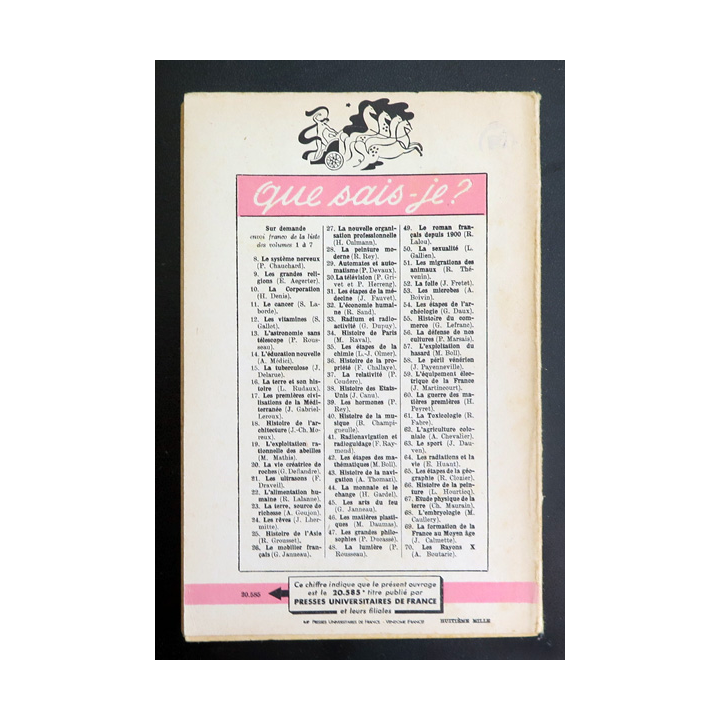 que sais-je?
Sur demande
envoi franco de la liste
des volumes 1 à 7
8. Le système nerveux
(P. Chauchard).
9. Les grandes reli-
gions (E. Aegerter).
10. La Corporation
(H. Denis).
11. Le cancer (S. La-
borde).
12. Les vitamines (S.
Gallot).
13. L'astronomie sans
télescope (P. Rous-
seau).
14. L'éducation nouvelle
(A. Médici).
15. La tuberculose (J.
Delarue).
16. La terre et son his-
toire (L. Rudaux).
17. Les premières civi-
lisations de la Médi-
terranée (J. Gabriel-
Leroux).
18. Histoire de l'ar-
chitecture (J.-Ch. Mo-
reux).
19. L'exploitation ra-
tionnelle des abeilles
(M. Mathis).
20. La vie créatrice de
roches (G. Deflandre).
21. Les ultrasons (F.
Draveil).
22. L'alimentation hu-
maine (R. Lalanne).
23. La terre, source de
richesse (A. Goujon).
24. Les rêves (J. Lher-
mitte).
25. Histoire de l'Asie
(R. Grousset).
26. Le mobilier fran-
çais (G. Janneau).
27. La nouvelle organi-
sation professionnelle
(H. Culmann).
28. La peinture mo-
derne (R. Rey).
29. Automates et auto-
matisme (P. Devaux).
30. La télévision (P. Gri-
vet et P. Herreng).
31. Les étapes de la mé-
decine (J. Fauvet).
32. L'économie humai-
ne (R. Sand).
33. Radium et radio-
activité (G. Dupuy).
34. Histoire de Paris
(M. Raval).
35. Les étapes de la
chimie (L.-J. Olmer).
36. Histoire de la pro-
priété (F. Challaye).
37. La relativité (P.
Couderc).
38. Histoire des Etats-
Unis (J. Canu).
39. Les hormones (P.
Rey).
40. Histoire de la mu-
sique (B. Champi-
gneulle).
41. Radionavigation et
radioguidage (F. Ray-
mond).
42. Les étapes des ma-
thématiques (M. Boll).
43. Histoire de la navi-
gation (A. Thomazi).
44. La monnaie et le
change (H. Gardel).
45. Les arts du feu
(G. Janneau).
46. Les matières plasti-
ques (M. Daumas).
47. Les grandes philo-
sophies (P. Ducassé).
48. La lumière (P.
Rousseau).
49. Le roman fran-
çais depuis 1900 (R.
Lalou).
50. La sexualité (L.
Gallien).
51. Les migrations des
animaux (R. Thé-
venin).
52. La folie (J. Fretet).
53. Les microbes (A.
Boivin).
54. Les étapes de l'ar-
chéologie (G. Daux).
55. Histoire du com-
merce (G. Lefranc).
56. La défense de nos
cultures (P. Marsais).
57. L'exploitation du
hasard (M. Boll).
58. Le péril vénérien
(J. Payenneville).
59. L'équipement élec-
trique de la France
(J. Martincourt).
60. La guerre des ma-
tières premières (H.
Peyret).
61. La Toxicologie (R.
Fabre).
62. L'agriculture colo-
niale (A. Chevalier).
63. Le sport (J. Dau-
ven).
64. Les radiations et la
vie (E. Huant).
65. Les étapes de la géo-
graphie (R. Clozier).
66. Histoire de la pein-
ture (L. Hourticq).
67. Etude physique de la
terre (Ch. Maurain).
68. L'embryologie (M.
Caullery).
69. La formation de la
France au Moyen âge
(J. Calmette).
70. Les Rayons X
(A. Boutaric).
20.585
Ce chiffre indique que le présent ouvrage
est le 20.585e titre publié par
PRESSES UNIVERSITAIRES DE FRANCE
et leurs filiales
IMP. PRESSES UNIVERSITAIRES DE FRANCE - VENDOME (FRANCE)
HUITIÈME MILLE